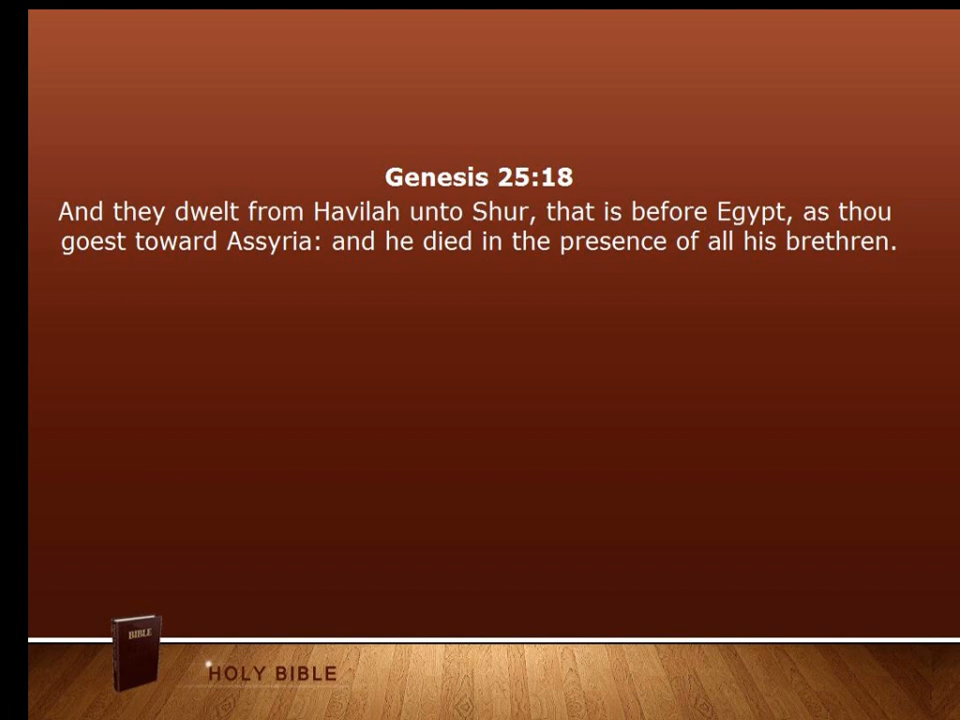 Genesis 25:18
And they dwelt from Havilah unto Shur, that is before Egypt, as thou
goest toward Assyria: and he died in the presence of all his brethren.
BIBLE
HOLY BIBLE